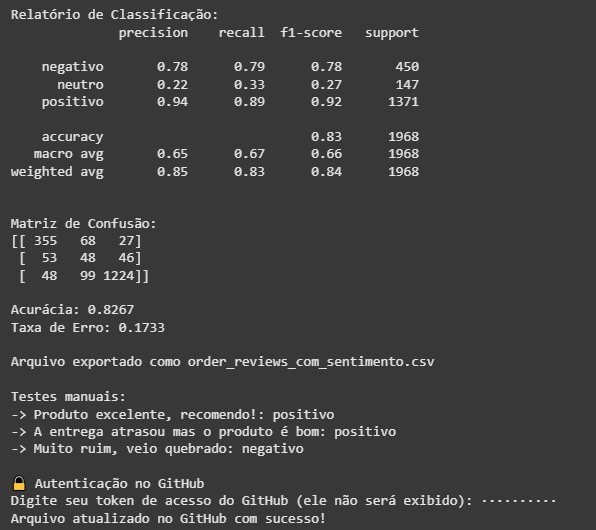 Relatório de Classificação:
              precision    recall  f1-score   support

    negativo       0.78      0.79      0.78       450
      neutro       0.22      0.33      0.27       147
    positivo       0.94      0.89      0.92      1371

    accuracy                           0.83      1968
   macro avg       0.65      0.67      0.66      1968
weighted avg       0.85      0.83      0.84      1968

Matriz de Confusão:
[[ 355   68   27]
 [  53   48   46]
 [  48   99 1224]]

Acurácia: 0.8267
Taxa de Erro: 0.1733

Arquivo exportado como order_reviews_com_sentimento.csv

Testes manuais:
-> Produto excelente, recomendo!: positivo
-> A entrega atrasou mas o produto é bom: positivo
-> Muito ruim, veio quebrado: negativo

🔒 Autenticação no GitHub
Digite seu token de acesso do GitHub (ele não será exibido): ··········
Arquivo atualizado no GitHub com sucesso!